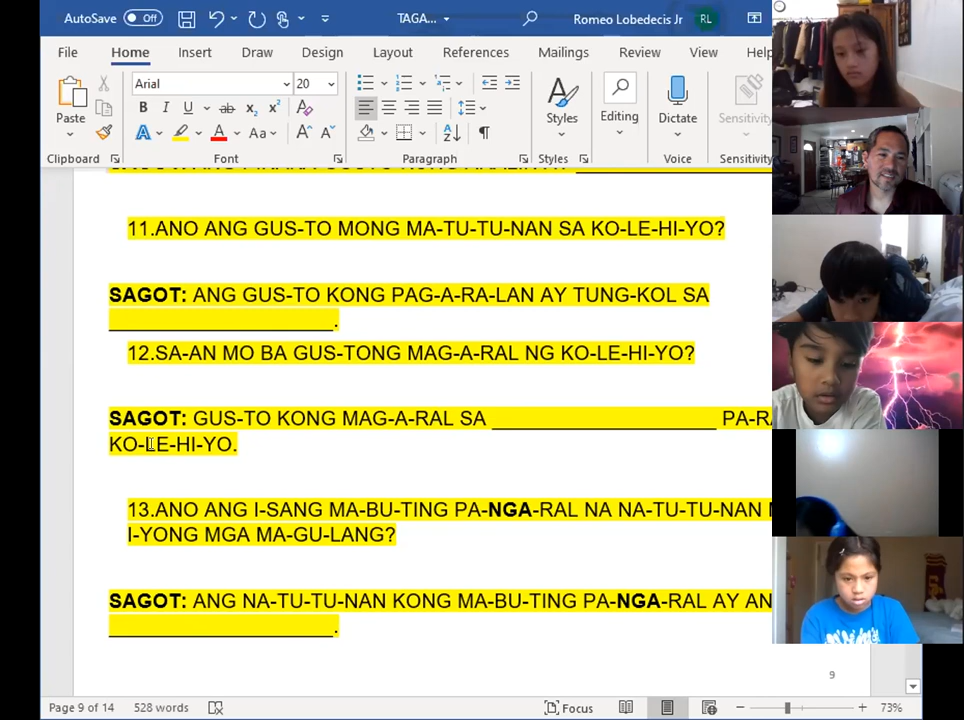 AutoSave Off TAGA... Romeo Lobedecis Jr RL
File Home Insert Draw Design Layout References Mailings Review View Help
Arial 20
Paste Styles Editing Dictate Sensitivity
Clipboard Font Paragraph Styles Voice Sensitivity
11.ANO ANG GUS-TO MONG MA-TU-TU-NAN SA KO-LE-HI-YO?
SAGOT: ANG GUS-TO KONG PAG-A-RA-LAN AY TUNG-KOL SA
____________________.
12.SA-AN MO BA GUS-TONG MAG-A-RAL NG KO-LE-HI-YO?
SAGOT: GUS-TO KONG MAG-A-RAL SA ____________________ PA-RA
KO-LE-HI-YO.
13.ANO ANG I-SANG MA-BU-TING PA-NGA-RAL NA NA-TU-TU-NAN
I-YONG MGA MA-GU-LANG?
SAGOT: ANG NA-TU-TU-NAN KONG MA-BU-TING PA-NGA-RAL AY AN
____________________.
9
Page 9 of 14 528 words Focus 73%